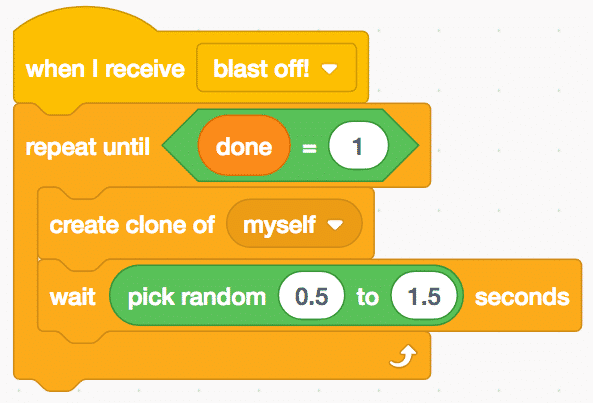 when I receive blast off!
repeat until done = 1
create clone of myself
wait pick random 0.5 to 1.5 seconds